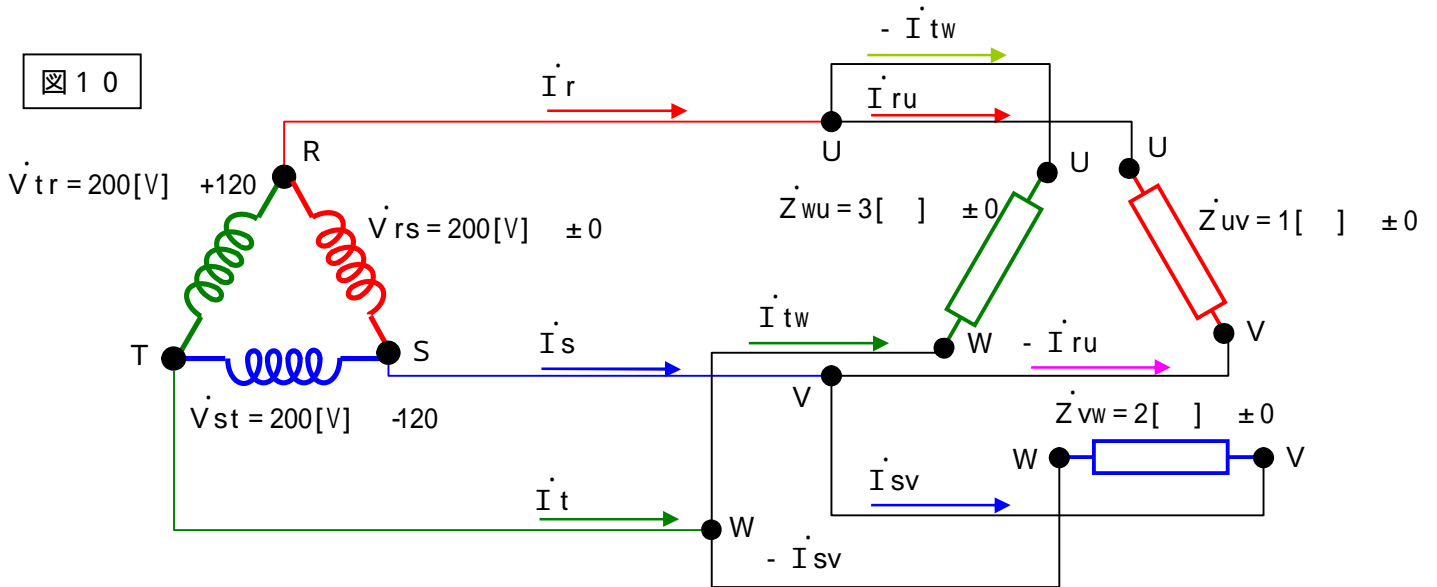 図10
- İtw
İr
İru
R
U
U
U
V̇tr=200[V] +120
V̇rs=200[V] ±0
Żwu=3[ ] ±0
Żuv=1[ ] ±0
T
S
İs
İtw
W
- İru
V
V
V̇st=200[V] -120
Żvw=2[ ] ±0
W
V
İt
W
İsv
- İsv